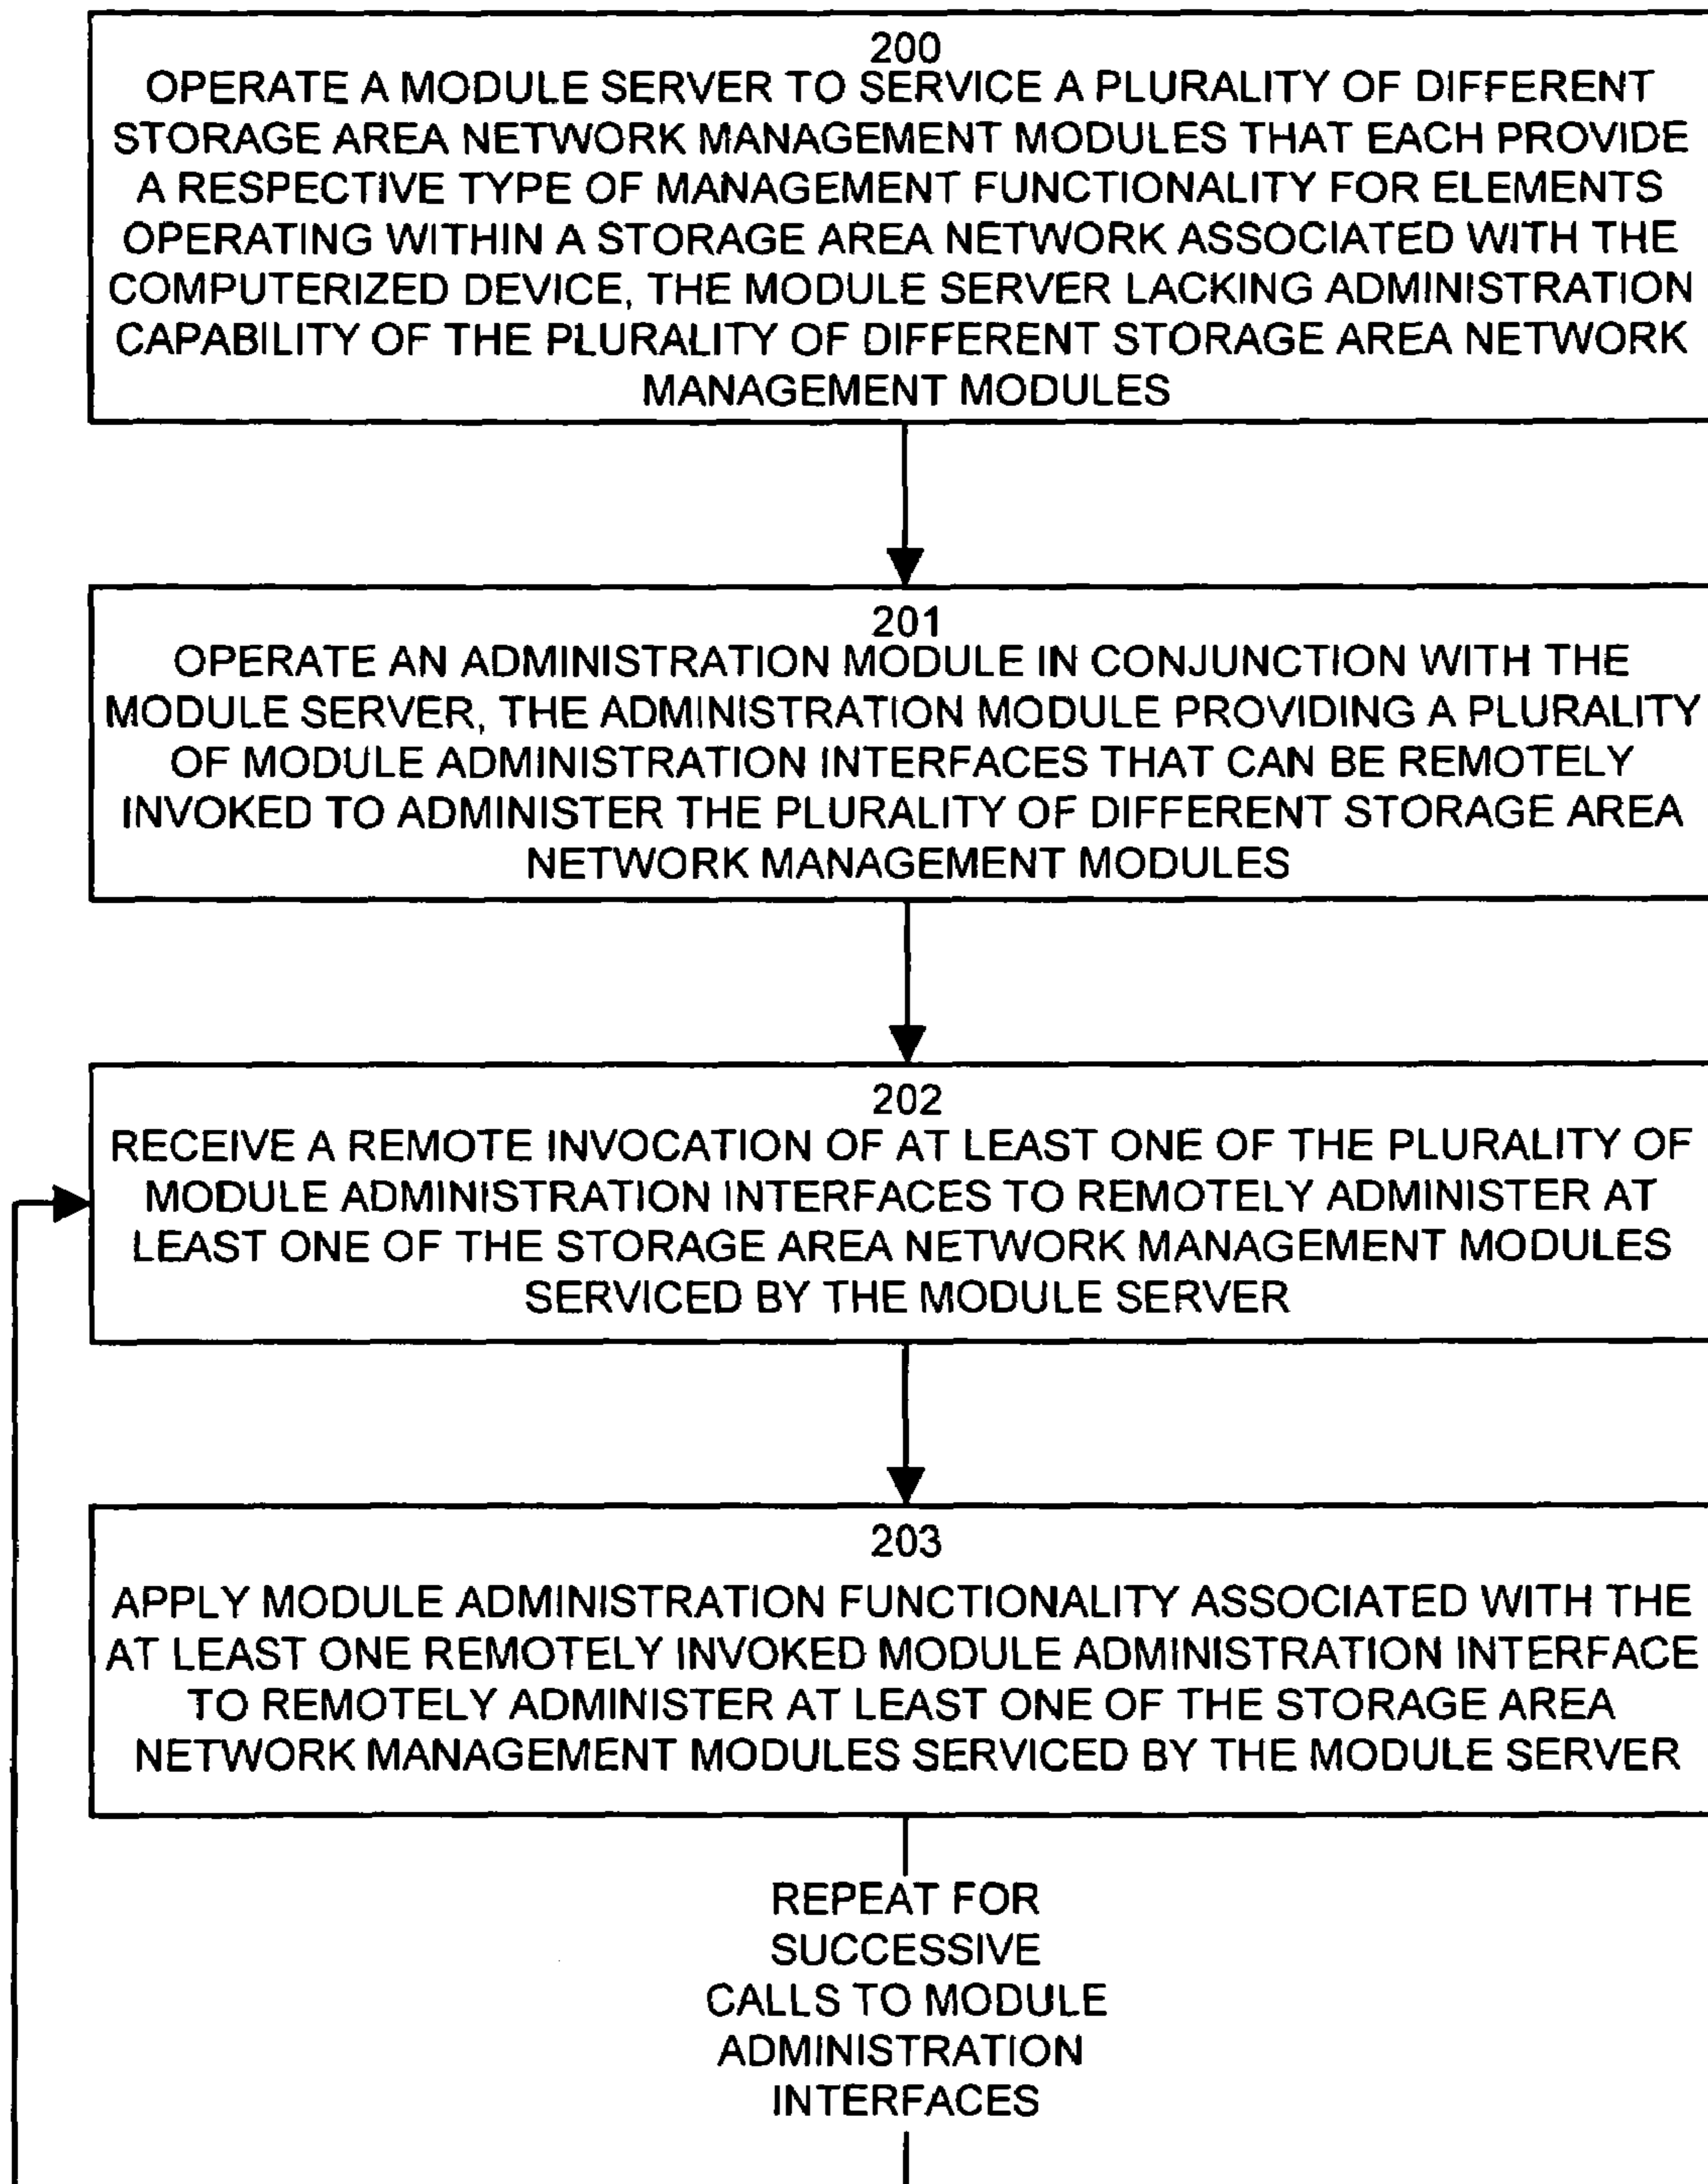 200
OPERATE A MODULE SERVER TO SERVICE A PLURALITY OF DIFFERENT
STORAGE AREA NETWORK MANAGEMENT MODULES THAT EACH PROVIDE
A RESPECTIVE TYPE OF MANAGEMENT FUNCTIONALITY FOR ELEMENTS
OPERATING WITHIN A STORAGE AREA NETWORK ASSOCIATED WITH THE
COMPUTERIZED DEVICE, THE MODULE SERVER LACKING ADMINISTRATION
CAPABILITY OF THE PLURALITY OF DIFFERENT STORAGE AREA NETWORK
MANAGEMENT MODULES
201
OPERATE AN ADMINISTRATION MODULE IN CONJUNCTION WITH THE
MODULE SERVER, THE ADMINISTRATION MODULE PROVIDING A PLURALITY
OF MODULE ADMINISTRATION INTERFACES THAT CAN BE REMOTELY
INVOKED TO ADMINISTER THE PLURALITY OF DIFFERENT STORAGE AREA
NETWORK MANAGEMENT MODULES
202
RECEIVE A REMOTE INVOCATION OF AT LEAST ONE OF THE PLURALITY OF
MODULE ADMINISTRATION INTERFACES TO REMOTELY ADMINISTER AT
LEAST ONE OF THE STORAGE AREA NETWORK MANAGEMENT MODULES
SERVICED BY THE MODULE SERVER
203
APPLY MODULE ADMINISTRATION FUNCTIONALITY ASSOCIATED WITH THE
AT LEAST ONE REMOTELY INVOKED MODULE ADMINISTRATION INTERFACE
TO REMOTELY ADMINISTER AT LEAST ONE OF THE STORAGE AREA
NETWORK MANAGEMENT MODULES SERVICED BY THE MODULE SERVER
REPEAT FOR
SUCCESSIVE
CALLS TO MODULE
ADMINISTRATION
INTERFACES